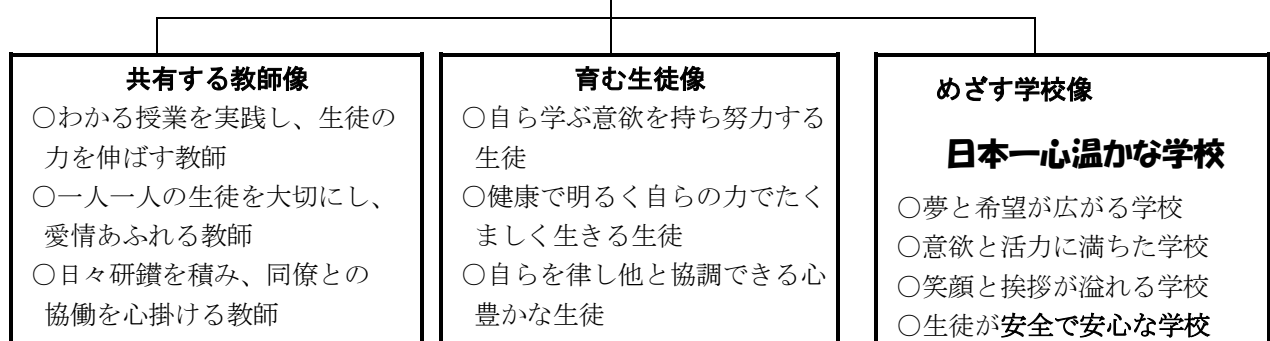 共有する教師像
○わかる授業を実践し、生徒の
力を伸ばす教師
○一人一人の生徒を大切にし、
愛情あふれる教師
○日々研鑽を積み、同僚との
協働を心掛ける教師
育む生徒像
○自ら学ぶ意欲を持ち努力する
生徒
○健康で明るく自らの力でたく
ましく生きる生徒
○自らを律し他と協調できる心
豊かな生徒
めざす学校像
日本一心温かな学校
○夢と希望が広がる学校
○意欲と活力に満ちた学校
○笑顔と挨拶が溢れる学校
○生徒が安全で安心な学校